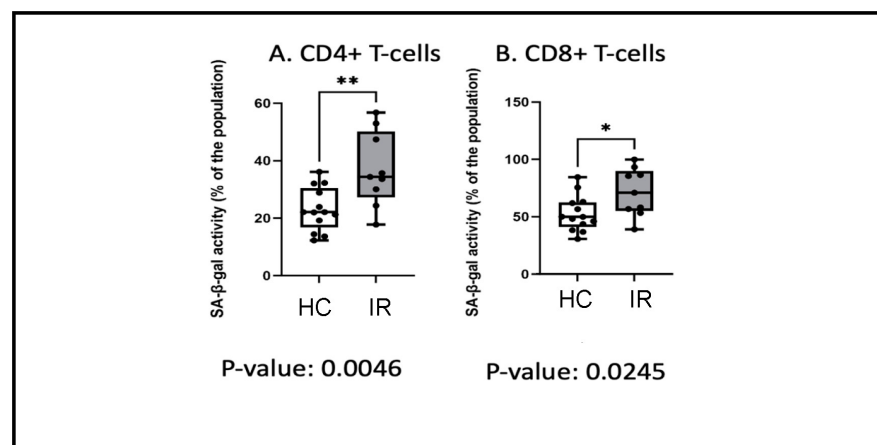 A. CD4+ T-cells
SA-β-gal activity (% of the population)
**
60
40
20
0
HC
IR
P-value: 0.0046
B. CD8+ T-cells
SA-β-gal activity (% of the population)
*
150
100
50
0
HC
IR
P-value: 0.0245